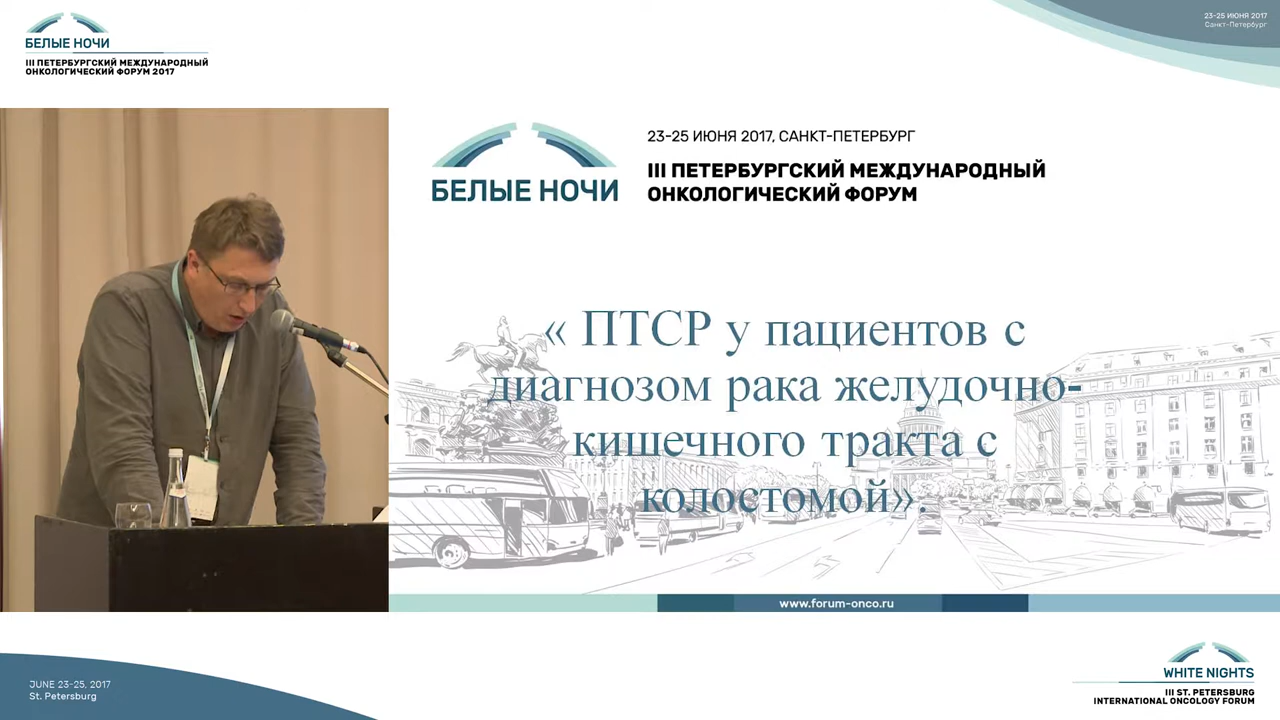 БЕЛЫЕ НОЧИ
III ПЕТЕРБУРГСКИЙ МЕЖДУНАРОДНЫЙ
ОНКОЛОГИЧЕСКИЙ ФОРУМ 2017
23-25 ИЮНЯ 2017
Санкт-Петербург
БЕЛЫЕ НОЧИ
23-25 ИЮНЯ 2017, САНКТ-ПЕТЕРБУРГ
III ПЕТЕРБУРГСКИЙ МЕЖДУНАРОДНЫЙ
ОНКОЛОГИЧЕСКИЙ ФОРУМ
« ПТСР у пациентов с
диагнозом рака желудочно-
кишечного тракта с
колостомой».
www.forum-onco.ru
JUNE 23-25, 2017
St. Petersburg
WHITE NIGHTS
III ST. PETERSBURG
INTERNATIONAL ONCOLOGY FORUM